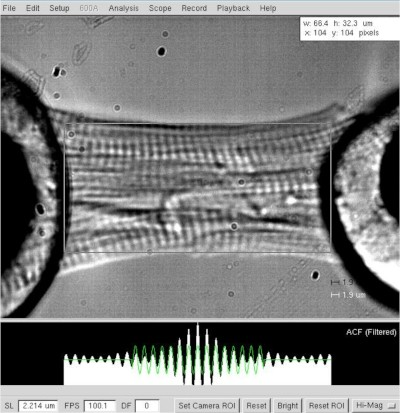 File Edit Setup 600A Analysis Scope Record Playback Help
w: 66.4 h: 32.3 um
x: 104 y: 104 pixels
1.9
1.9 um
ACF (Filtered)
SL 2.214 um FPS 100.1 DF 0 Set Camera ROI Reset Bright Reset ROI Hi-Mag